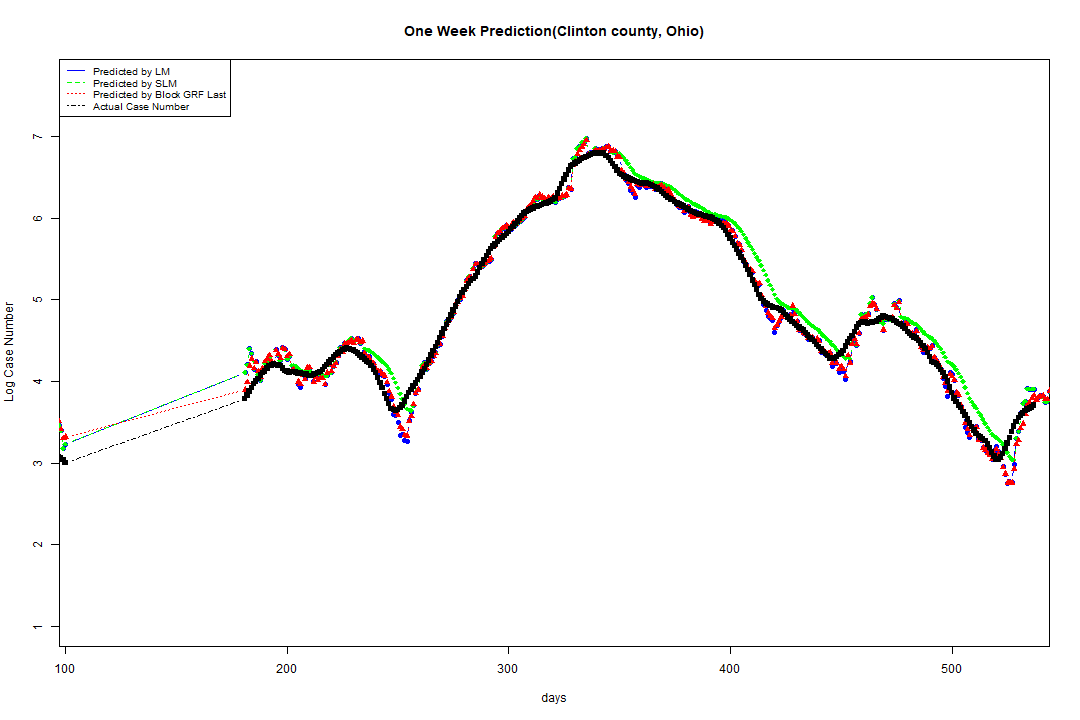 One Week Prediction(Clinton county, Ohio)
Predicted by LM
Predicted by SLM
Predicted by Block GRF Last
Actual Case Number
Log Case Number
7
6
5
4
3
2
1
100 200 300 400 500
days